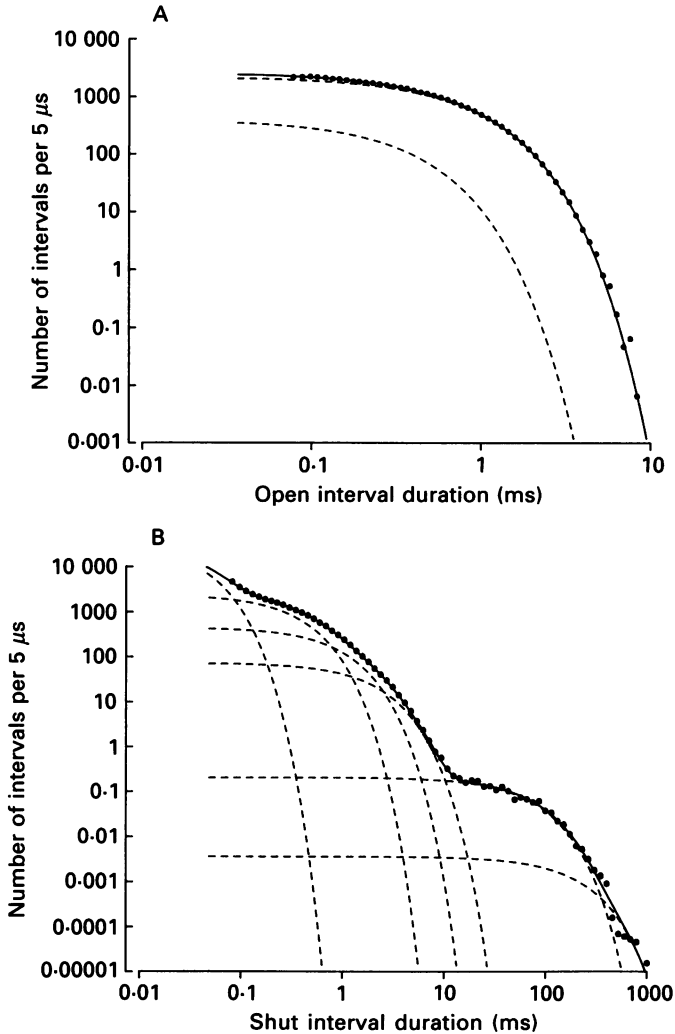 A
10 000
1000
100
10
1
0·1
0·01
0·001
Number of intervals per 5 µs
0·01 0·1 1 10
Open interval duration (ms)
B
10 000
1000
100
10
1
0·1
0·01
0·001
0·0001
0·00001
Number of intervals per 5 µs
0·01 0·1 1 10 100 1000
Shut interval duration (ms)